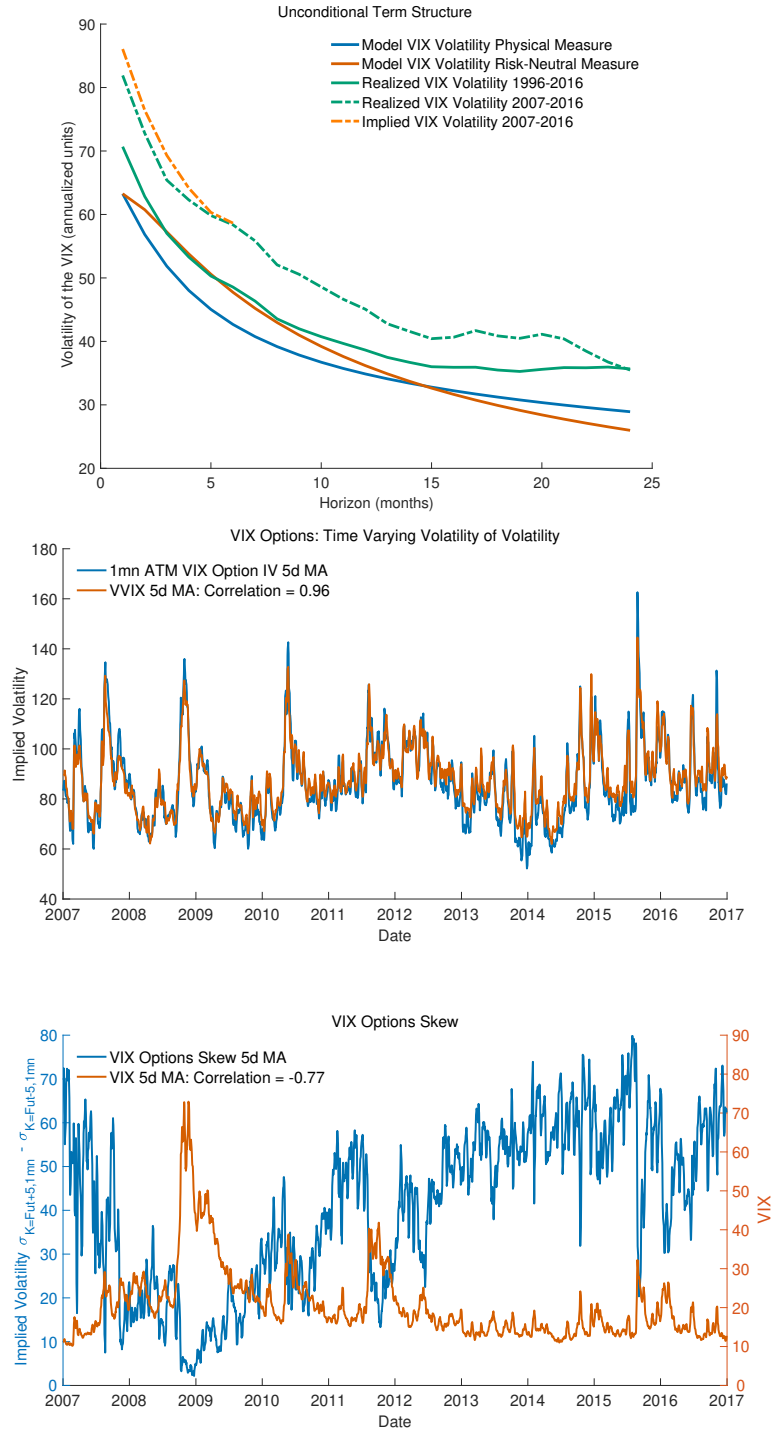 Unconditional Term Structure
90
80
70
60
50
40
30
20
Volatility of the VIX (annualized units)
Model VIX Volatility Physical Measure
Model VIX Volatility Risk-Neutral Measure
Realized VIX Volatility 1996-2016
Realized VIX Volatility 2007-2016
Implied VIX Volatility 2007-2016
0 5 10 15 20 25
Horizon (months)
VIX Options: Time Varying Volatility of Volatility
180
160
140
120
100
80
60
40
Implied Volatility
1mn ATM VIX Option IV 5d MA
VVIX 5d MA: Correlation = 0.96
2007 2008 2009 2010 2011 2012 2013 2014 2015 2016 2017
Date
VIX Options Skew
80
70
60
50
40
30
20
10
0
Implied Volatility σK=Fut+5,1mn - σK=Fut-5,1mn
VIX Options Skew 5d MA
VIX 5d MA: Correlation = -0.77
90
80
70
60
50
40
30
20
10
0
VIX
2007 2008 2009 2010 2011 2012 2013 2014 2015 2016 2017
Date